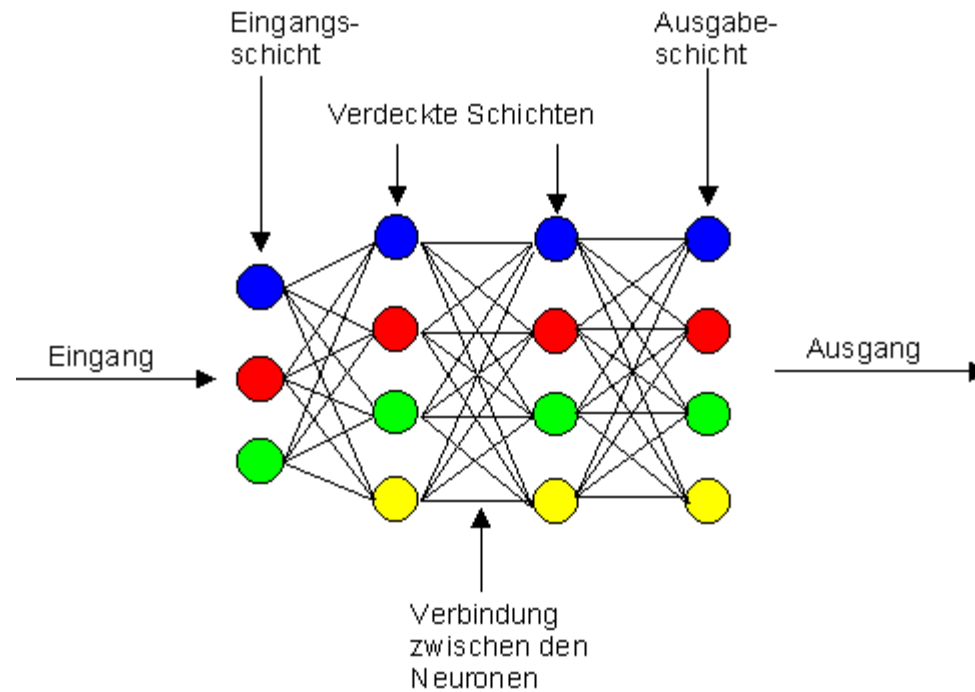 Eingangs-
schicht
Ausgabe-
schicht
Verdeckte Schichten
Eingang
Ausgang
Verbindung
zwischen den
Neuronen